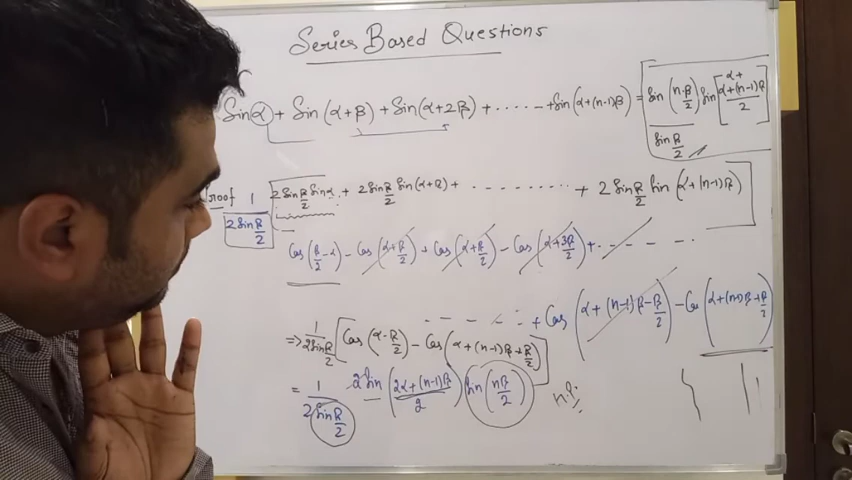 Series Based Questions
Sin α + Sin (α+β) + Sin(α+2β) + ...... + Sin(α+(n-1)β) = Sin (n β/2) Sin [α + α+(n-1)β / 2] / Sin β/2
roof 1 / 2 Sin β/2 [2 Sin β/2 Sin α + 2 Sin β/2 Sin (α+β) + ........ + 2 Sin β/2 Sin (α+(n-1)β)]
Cos (β/2 - α) - Cos (α+β/2) + Cos (α+β/2) - Cos (α+3β/2) + ......
...... + Cos (α+(n-1)β - β/2) - Cos (α+(n-1)β + β/2)
=> 1 / 2 Sin β/2 [Cos (α - β/2) - Cos (α+(n-1)β + β/2)]
= 1 / 2 Sin β/2 2 Sin (2α+(n-1)β / 2) Sin (nβ/2)